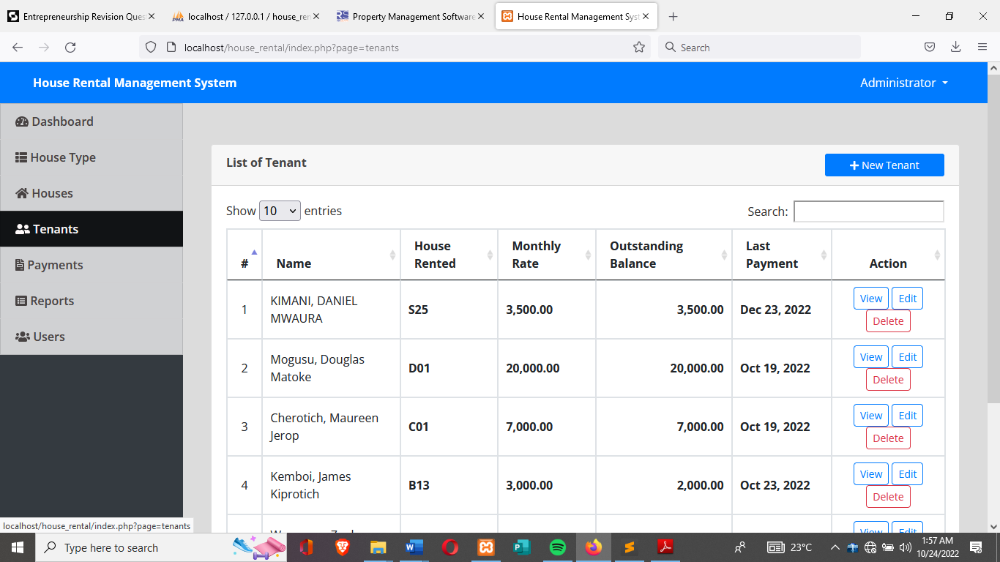 Entrepreneurship Revision Ques
localhost / 127.0.0.1 / house_ren
Property Management Software
House Rental Management Syst
localhost/house_rental/index.php?page=tenants
Search
House Rental Management System
Administrator
Dashboard
House Type
Houses
Tenants
Payments
Reports
Users
List of Tenant
New Tenant
Show 10 entries
Search:
# Name House Rented Monthly Rate Outstanding Balance Last Payment Action
1 KIMANI, DANIEL MWAURA S25 3,500.00 3,500.00 Dec 23, 2022 View Edit Delete
2 Mogusu, Douglas Matoke D01 20,000.00 20,000.00 Oct 19, 2022 View Edit Delete
3 Cherotich, Maureen Jerop C01 7,000.00 7,000.00 Oct 19, 2022 View Edit Delete
4 Kemboi, James Kiprotich B13 3,000.00 2,000.00 Oct 23, 2022 View Edit Delete
View Edit
localhost/house_rental/index.php?page=tenants
Type here to search
23°C
1:57 AM
10/24/2022